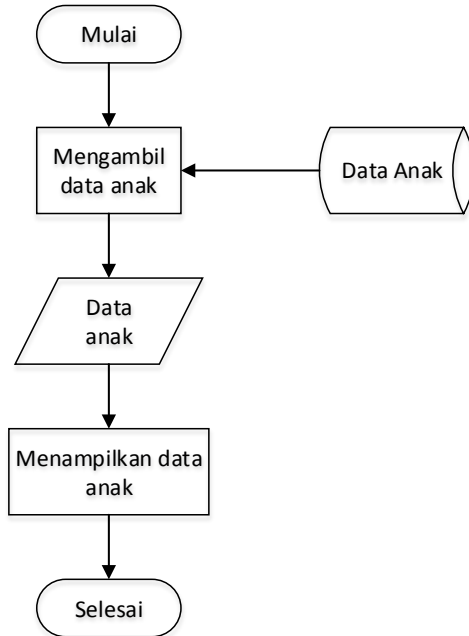 Mulai
Mengambil
data anak
Data Anak
Data
anak
Menampilkan data
anak
Selesai